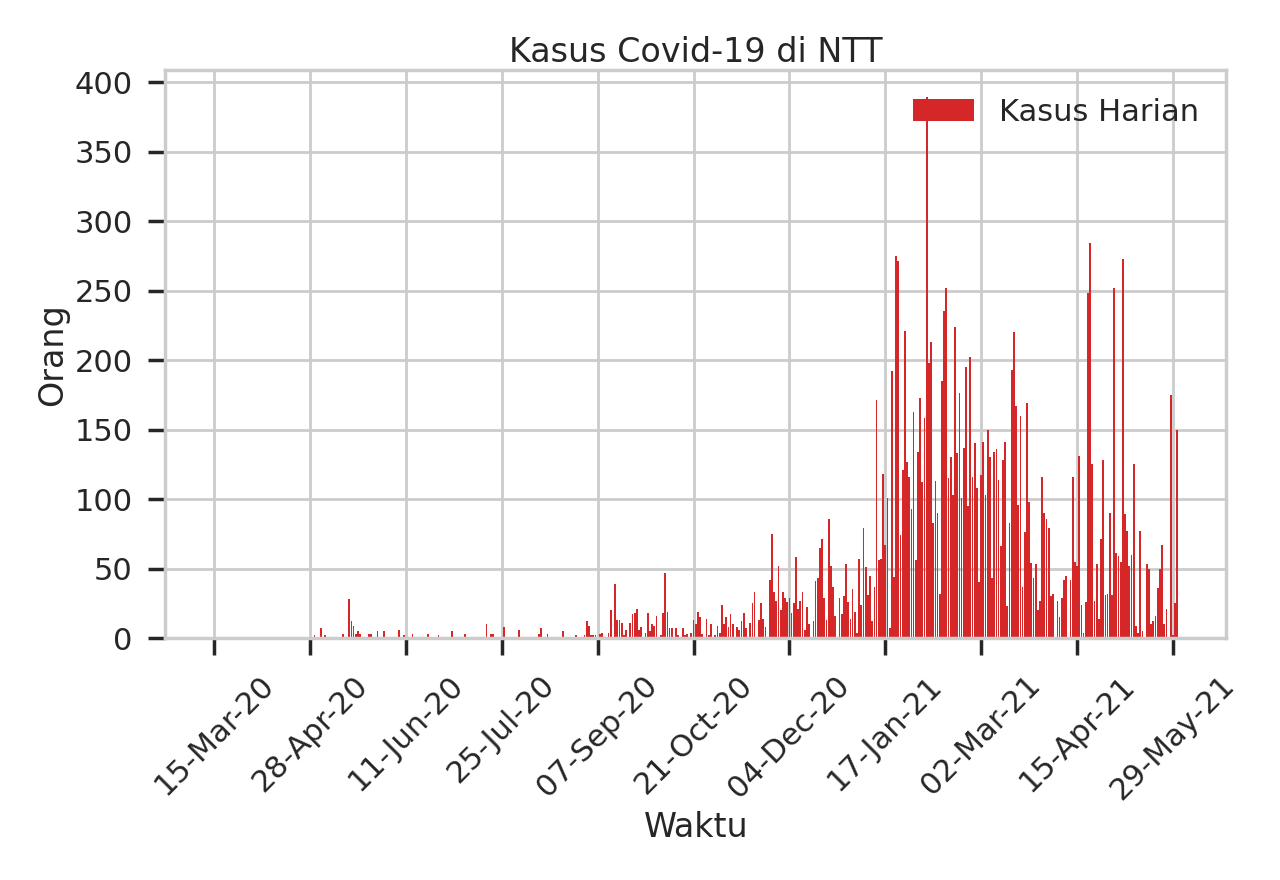 Kasus Covid-19 di NTT
Kasus Harian
400
350
300
250
200
150
100
50
0
Orang
15-Mar-20
28-Apr-20
11-Jun-20
25-Jul-20
07-Sep-20
21-Oct-20
04-Dec-20
17-Jan-21
02-Mar-21
15-Apr-21
29-May-21
Waktu